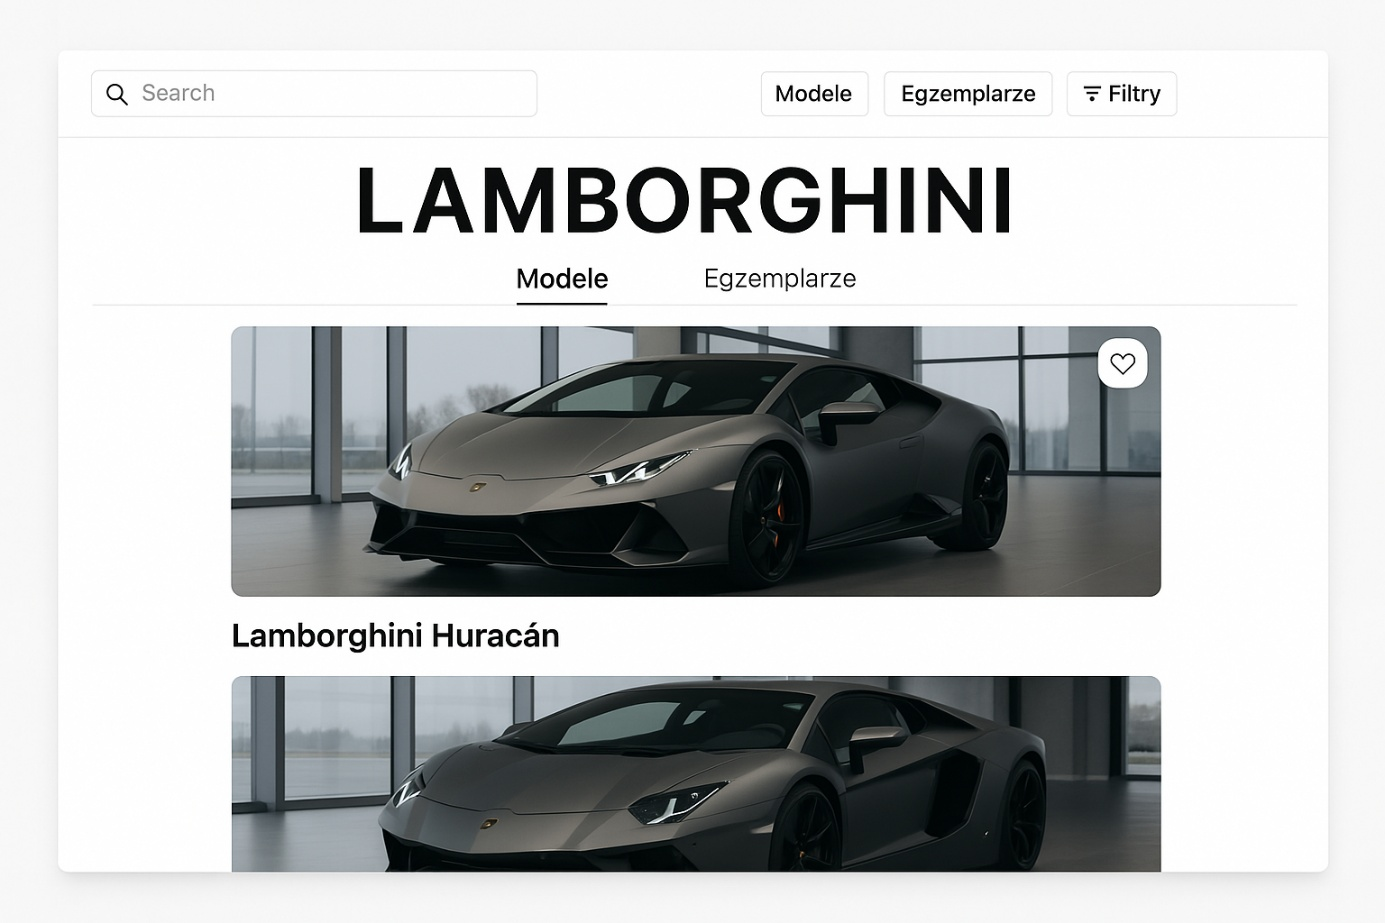 Search
Modele
Egzemplarze
Filtry
LAMBORGHINI
Modele
Egzemplarze
Lamborghini Huracán